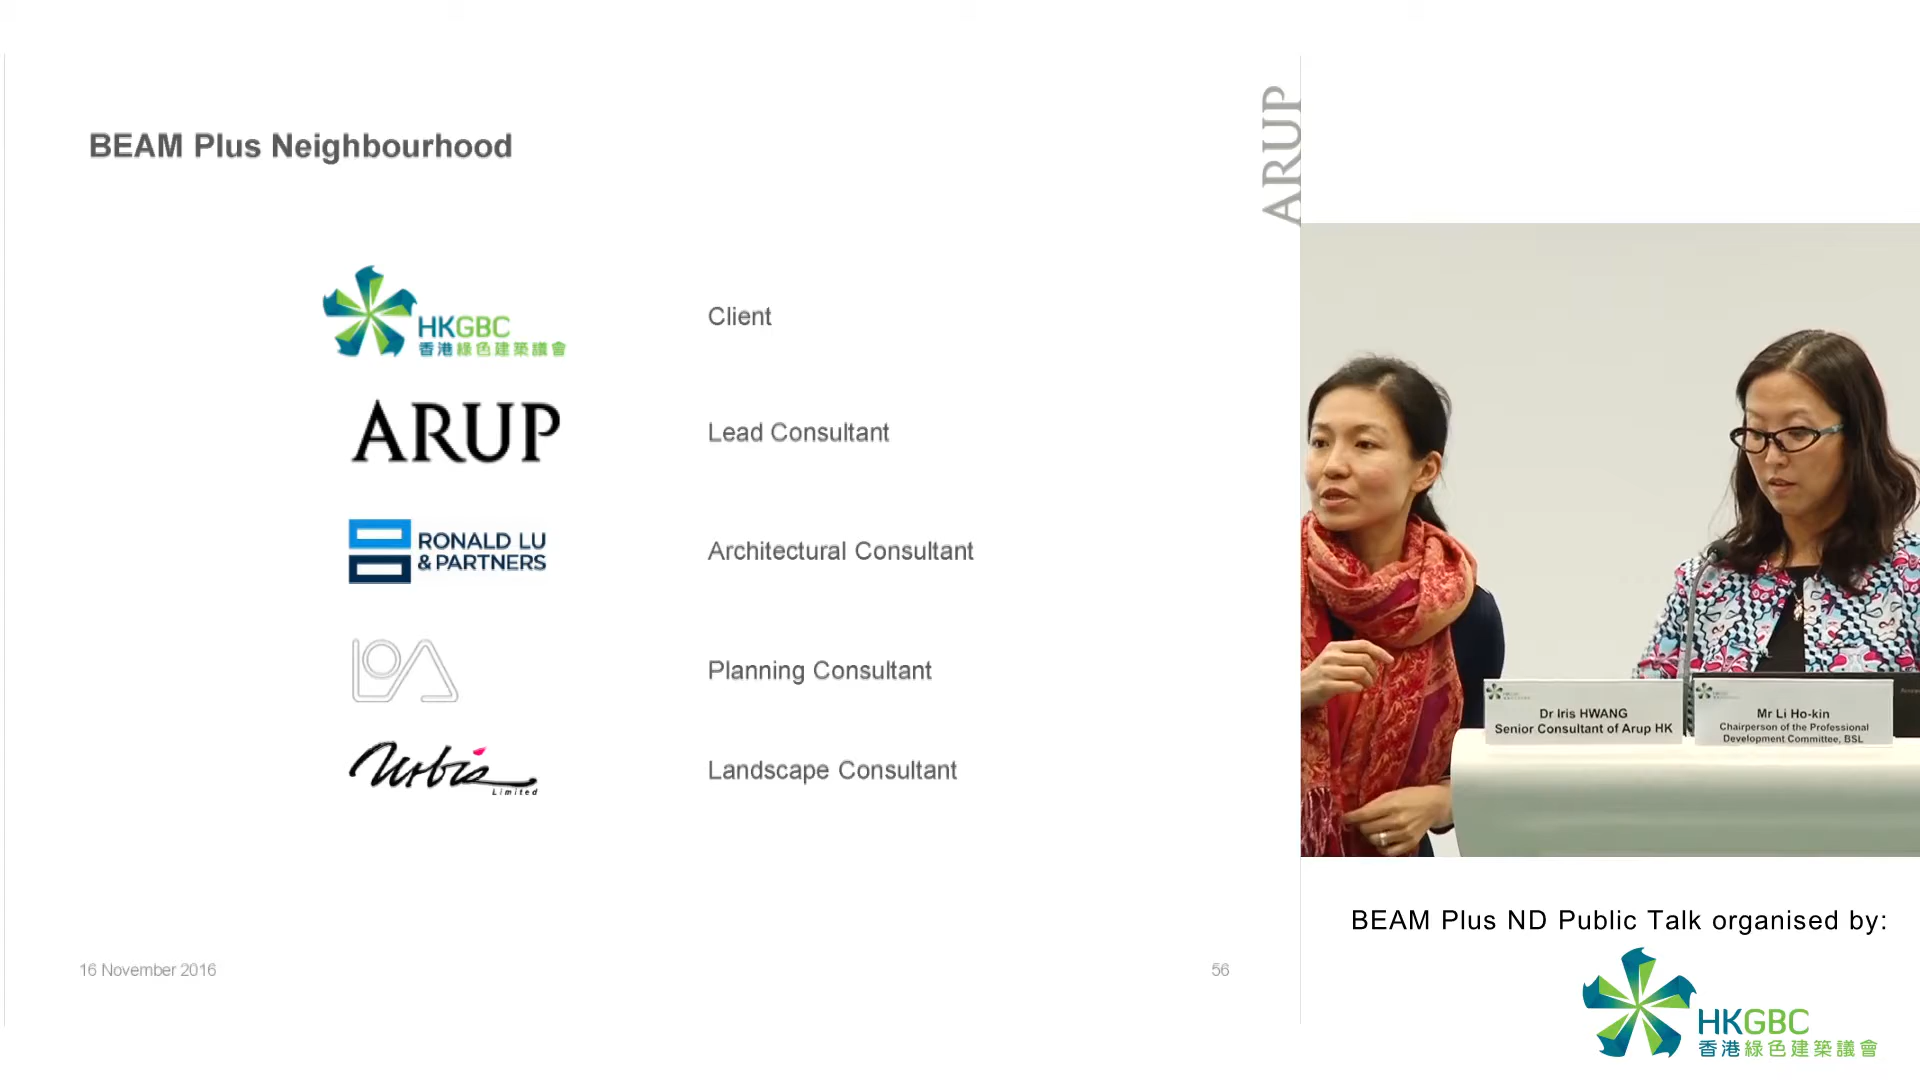 BEAM Plus Neighbourhood
ARUP
HKGBC
香港綠色建築議會
Client
ARUP
Lead Consultant
RONALD LU
& PARTNERS
Architectural Consultant
Planning Consultant
Urbis
Limited
Landscape Consultant
16 November 2016
56
Dr Iris HWANG
Senior Consultant of Arup HK
Mr Li Ho-kin
Chairperson of the Professional
Development Committee, BSL
BEAM Plus ND Public Talk organised by:
HKGBC
香港綠色建築議會